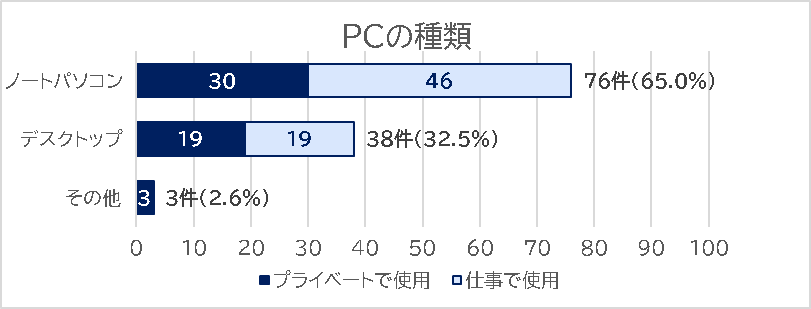 PCの種類
ノートパソコン 30 46 76件(65.0%)
デスクトップ 19 19 38件(32.5%)
その他 3 3件(2.6%)
0 10 20 30 40 50 60 70 80 90 100
プライベートで使用 仕事で使用